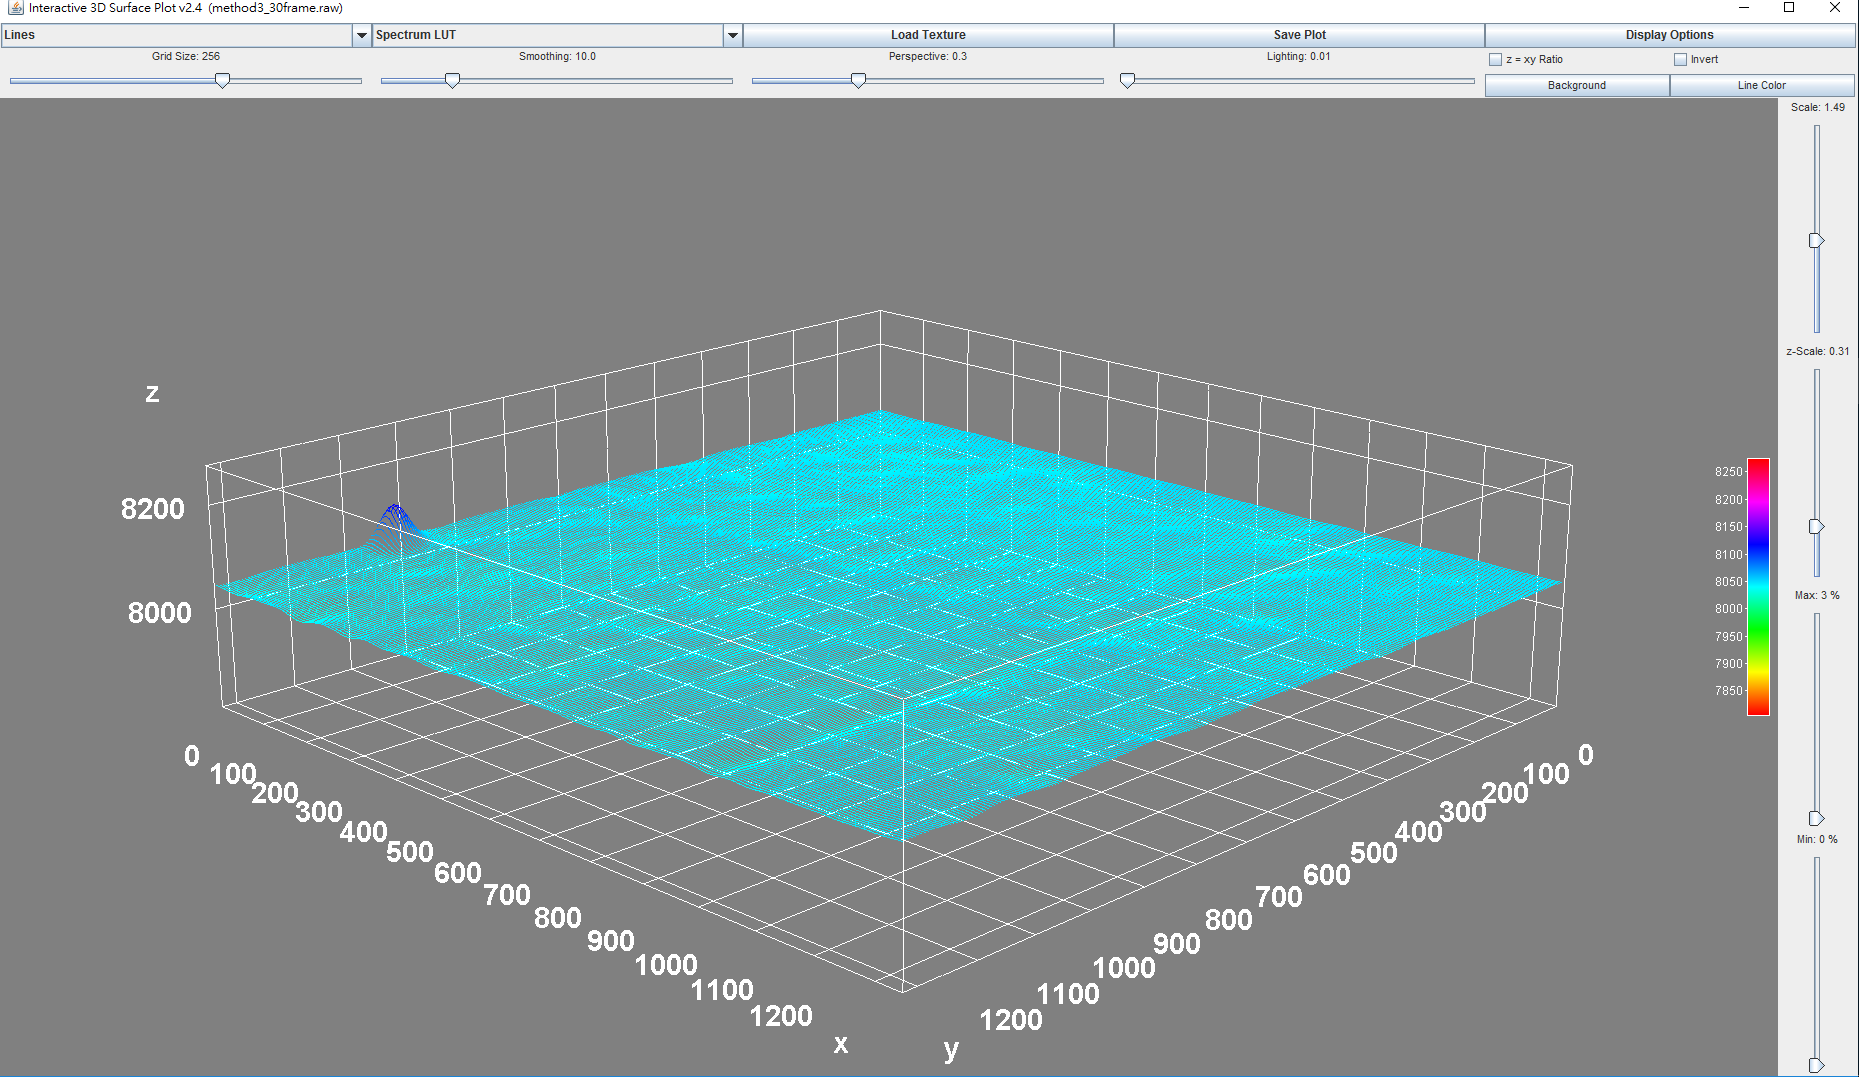 Interactive 3D Surface Plot v2.4 (method3_30frame.raw)
Lines
Spectrum LUT
Load Texture
Save Plot
Display Options
Grid Size: 256
Smoothing: 10.0
Perspective: 0.3
Lighting: 0.01
z = xy Ratio
Invert
Background
Line Color
Scale: 1.49
z-Scale: 0.31
Max: 3 %
Min: 0 %
z
8200
8000
0
100
200
300
400
500
600
700
800
900
1000
1100
1200
x
0
100
200
300
400
500
600
700
800
900
1000
1100
1200
y
8250
8200
8150
8100
8050
8000
7950
7900
7850